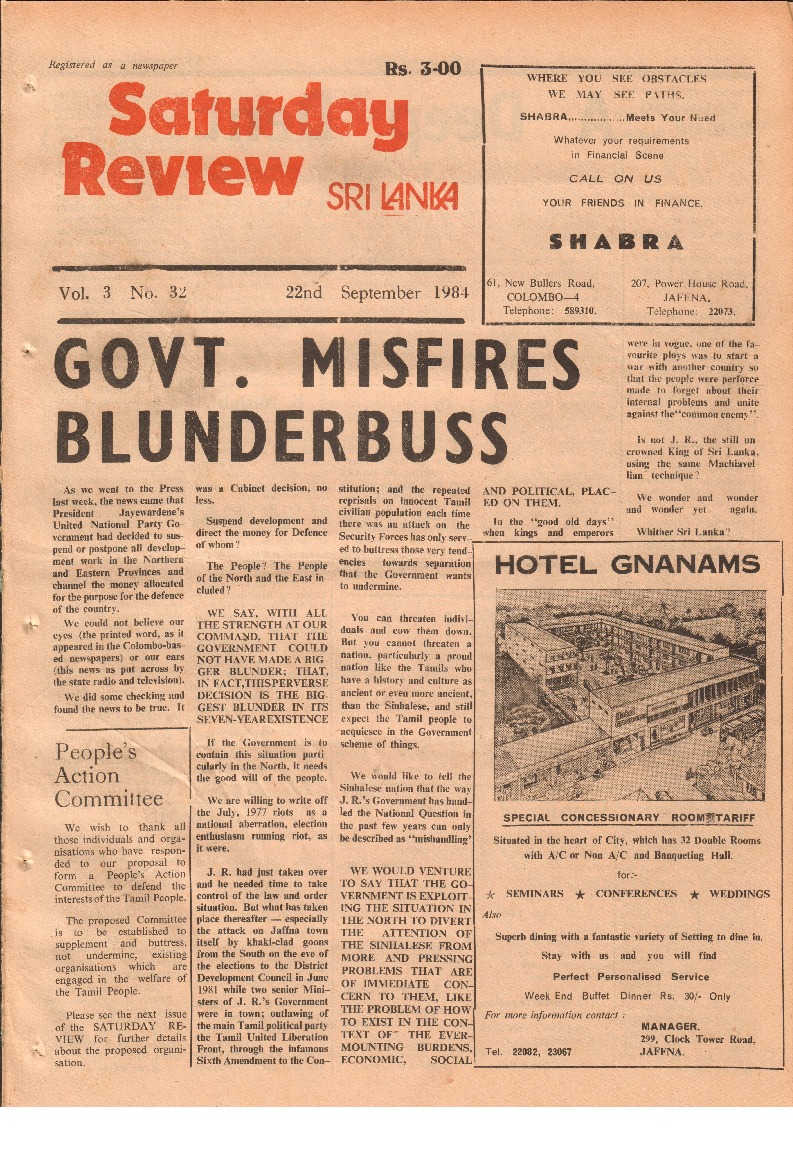 Registered as a newspaper
Rs. 3-00
Saturday
Review
SRI LANKA
Vol. 3 No. 32 22nd September 1984
WHERE YOU SEE OBSTACLES
WE MAY SEE PATHS.
SHABRA..................Meets Your Need
Whatever your requirements
in Financial Scene
CALL ON US
YOUR FRIENDS IN FINANCE.
SHABRA
61, New Bullers Road,
COLOMBO—4
Telephone: 589310.
207, Power House Road,
JAFFNA.
Telephone: 22073.
GOVT. MISFIRES
BLUNDERBUSS
As we went to the Press
last week, the news came that
President Jayewardene's
United National Party Go-
vernment had decided to sus-
pend or postpone all develop-
ment work in the Northern
and Eastern Provinces and
channel the money allocated
for the purpose for the defence
of the country.
We could not believe our
eyes (the printed word, as it
appeared in the Colombo-bas-
ed newspapers) or our ears
(this news as put across by
the state radio and television).
We did some checking and
found the news to be true. It
was a Cabinet decision, no
less.
Suspend development and
direct the money for Defence
of whom?
The People? The People
of the North and the East in-
cluded?
WE SAY, WITH ALL
THE STRENGTH AT OUR
COMMAND, THAT THE
GOVERNMENT COULD
NOT HAVE MADE A BIG-
GER BLUNDER; THAT,
IN FACT,THIS PERVERSE
DECISION IS THE BIG-
GEST BLUNDER IN ITS
SEVEN-YEAR EXISTENCE
If the Government is to
contain this situation parti
cularly in the North, it needs
the good will of the people.
We are willing to write off
the July, 1977 riots as a
national aberration, election
enthusiasm running riot, as
it were.
J. R. had just taken over
and he needed time to take
control of the law and order
situation. But what has taken
place thereafter — especially
the attack on Jaffna town
itself by khaki-clad goons
from the South on the eve of
the elections to the District
Development Council in June
1981 while two senior Mini-
sters of J. R.'s Government
were in town; outlawing of
the main Tamil political party
the Tamil United Liberation
Front, through the infamous
Sixth Amendment to the Con-
stitution; and the repeated
reprisals on innocent Tamil
civilian population each time
there was an attack on the
Security Forces has only serv-
ed to buttress those very tend-
encies towards separation
that the Government wants
to undermine.
You can threaten indivi-
duals and cow them down.
But you cannot threaten a
nation, particularly a proud
nation like the Tamils who
have a history and culture as
ancient or even more ancient,
than the Sinhalese, and still
expect the Tamil people to
acquiesce in the Government
scheme of things.
We would like to tell the
Sinhalese nation that the way
J. R.'s Government has hand-
led the National Question in
the past few years can only
be described as "mishandling"
WE WOULD VENTURE
TO SAY THAT THE GO-
VERNMENT IS EXPLOIT-
ING THE SITUATION IN
THE NORTH TO DIVERT
THE ATTENTION OF
THE SINHALESE FROM
MORE AND PRESSING
PROBLEMS THAT ARE
OF IMMEDIATE CON-
CERN TO THEM, LIKE
THE PROBLEM OF HOW
TO EXIST IN THE CON-
TEXT OF THE EVER-
MOUNTING BURDENS,
ECONOMIC, SOCIAL
AND POLITICAL, PLAC-
ED ON THEM.
In the "good old days"
when kings and emperors
were in vogue, one of the fa-
vourite ploys was to start a
war with another country so
that the people were perforce
made to forget about their
internal problems and unite
against the "common enemy".
Is not J. R., the still un
crowned King of Sri Lanka,
using the same Machiavel
lian technique?
We wonder and wonder
and wonder yet again.
Whither Sri Lanka?
People's
Action
Committee
We wish to thank all
those individuals and orga-
nisations who have respon-
ded to our proposal to
form a People's Action
Committee to defend the
interests of the Tamil People.
The proposed Committee
is to be established to
supplement and buttress,
not undermine, existing
organisations which are
engaged in the welfare of
the Tamil People.
Please see the next issue
of the SATURDAY RE-
VIEW for further details
about the proposed organi-
sation.
HOTEL GNANAMS
SPECIAL CONCESSIONARY ROOM TARIFF
Situated in the heart of City, which has 32 Double Rooms
with A/C or Non A/C and Banqueting Hall.
for:-
☆ SEMINARS ★ CONFERENCES ★ WEDDINGS
Also
Superb dining with a fantastic variety of Setting to dine in.
Stay with us and you will find
Perfect Personalised Service
Week End Buffet Dinner Rs. 30/- Only
For more information contact :
MANAGER,
299, Clock Tower Road,
Tel. 22082, 23067 JAFFNA.